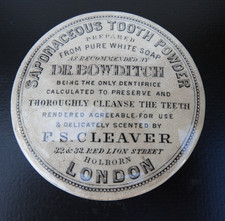 SAPONACEOUS TOOTH POWDER
PREPARED
FROM PURE WHITE SOAP
AS RECOMMENDED BY
DR. BOWDITCH
BEING THE ONLY DENTIFRICE
CALCULATED TO PRESERVE AND
THOROUGHLY CLEANSE THE TEETH
RENDERED AGREEABLE FOR USE
& DELICATELY SCENTED BY
F. S. CLEAVER
32 & 33 RED LION STREET
HOLBORN
LONDON